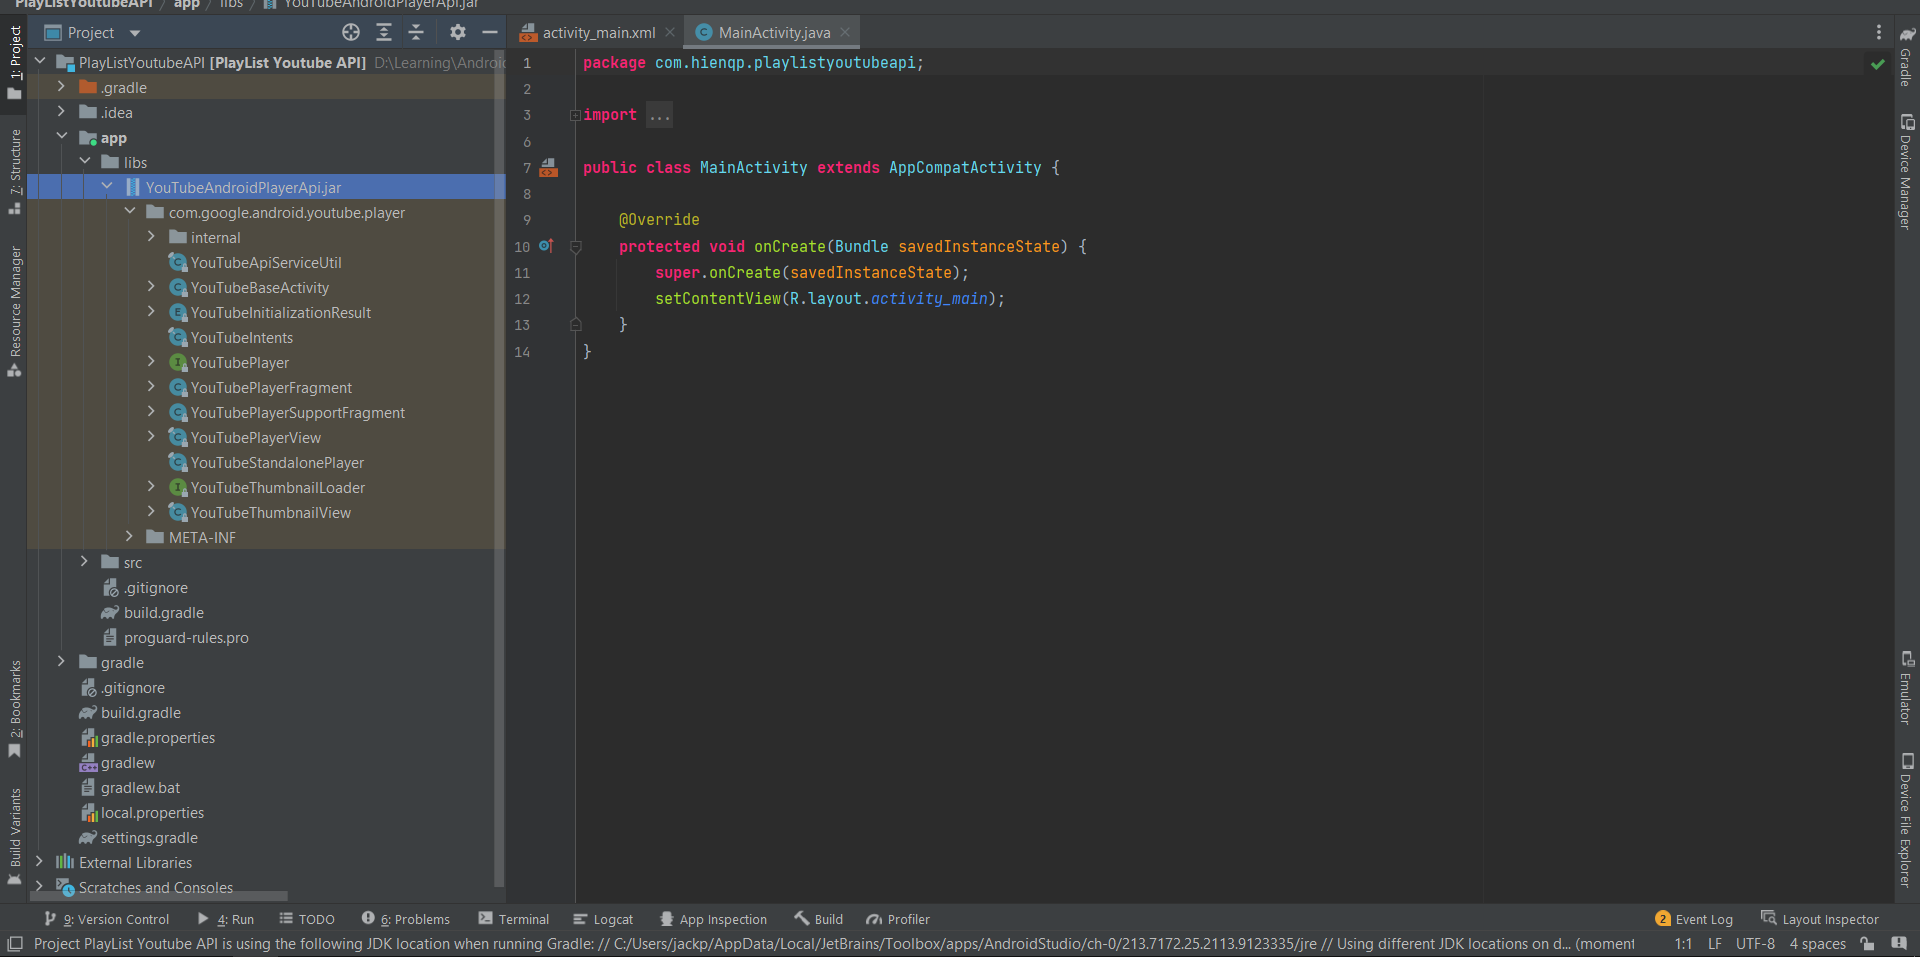 PlayListYoutubeAPI › app › libs › YouTubeAndroidPlayerApi.jar
Project
activity_main.xml
MainActivity.java
1: Project
7: Structure
Resource Manager
2: Bookmarks
Build Variants
PlayListYoutubeAPI [PlayList Youtube API] D:\Learning\Androi
.gradle
.idea
app
libs
YouTubeAndroidPlayerApi.jar
com.google.android.youtube.player
internal
YouTubeApiServiceUtil
YouTubeBaseActivity
YouTubeInitializationResult
YouTubeIntents
YouTubePlayer
YouTubePlayerFragment
YouTubePlayerSupportFragment
YouTubePlayerView
YouTubeStandalonePlayer
YouTubeThumbnailLoader
YouTubeThumbnailView
META-INF
src
.gitignore
build.gradle
proguard-rules.pro
gradle
.gitignore
build.gradle
gradle.properties
gradlew
gradlew.bat
local.properties
settings.gradle
External Libraries
Scratches and Consoles
1 package com.hienqp.playlistyoutubeapi;
2
3 import ...
6
7 public class MainActivity extends AppCompatActivity {
8
9 @Override
10 protected void onCreate(Bundle savedInstanceState) {
11 super.onCreate(savedInstanceState);
12 setContentView(R.layout.activity_main);
13 }
14 }
Gradle
Device Manager
Emulator
Device File Explorer
9: Version Control 4: Run TODO 6: Problems Terminal Logcat App Inspection Build Profiler 2 Event Log Layout Inspector
Project PlayList Youtube API is using the following JDK location when running Gradle: // C:/Users/jackp/AppData/Local/JetBrains/Toolbox/apps/AndroidStudio/ch-0/213.7172.25.2113.9123335/jre // Using different JDK locations on d... (moment 1:1 LF UTF-8 4 spaces